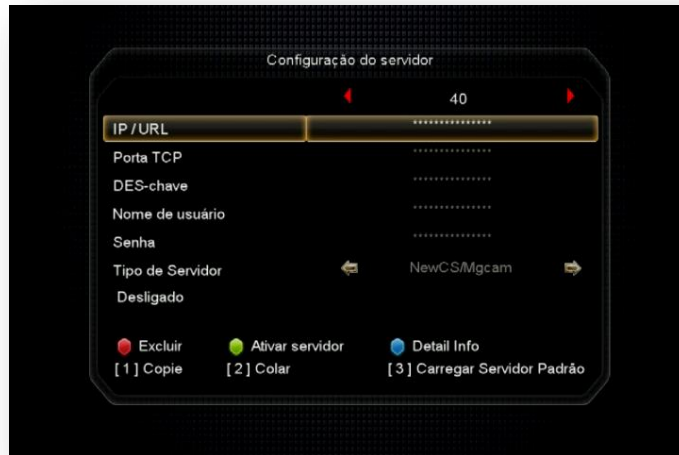 Configuração do servidor
40
IP / URL ***************
Porta TCP ***************
DES-chave ***************
Nome de usuário ***************
Senha ***************
Tipo de Servidor NewCS/Mgcam
Desligado
Excluir Ativar servidor Detail Info
[ 1 ] Copie [ 2 ] Colar [ 3 ] Carregar Servidor Padrão